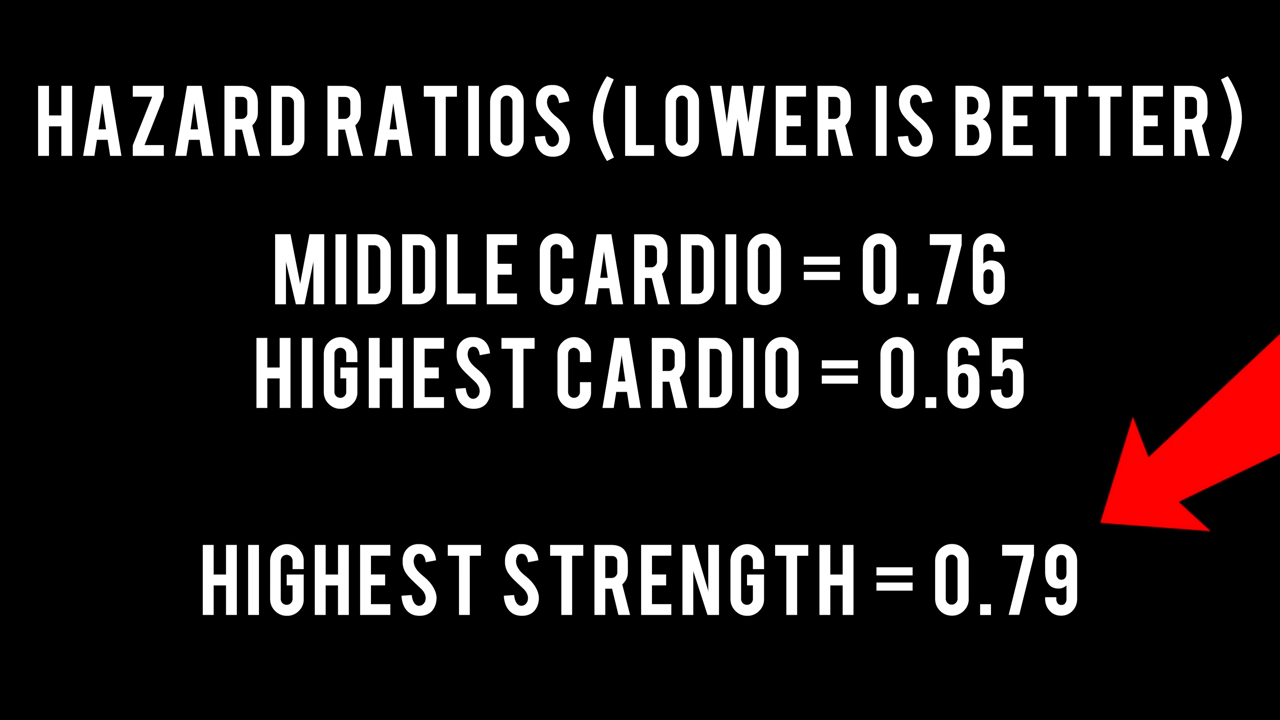 HAZARD RATIOS (LOWER IS BETTER)
MIDDLE CARDIO = 0.76
HIGHEST CARDIO = 0.65
HIGHEST STRENGTH = 0.79